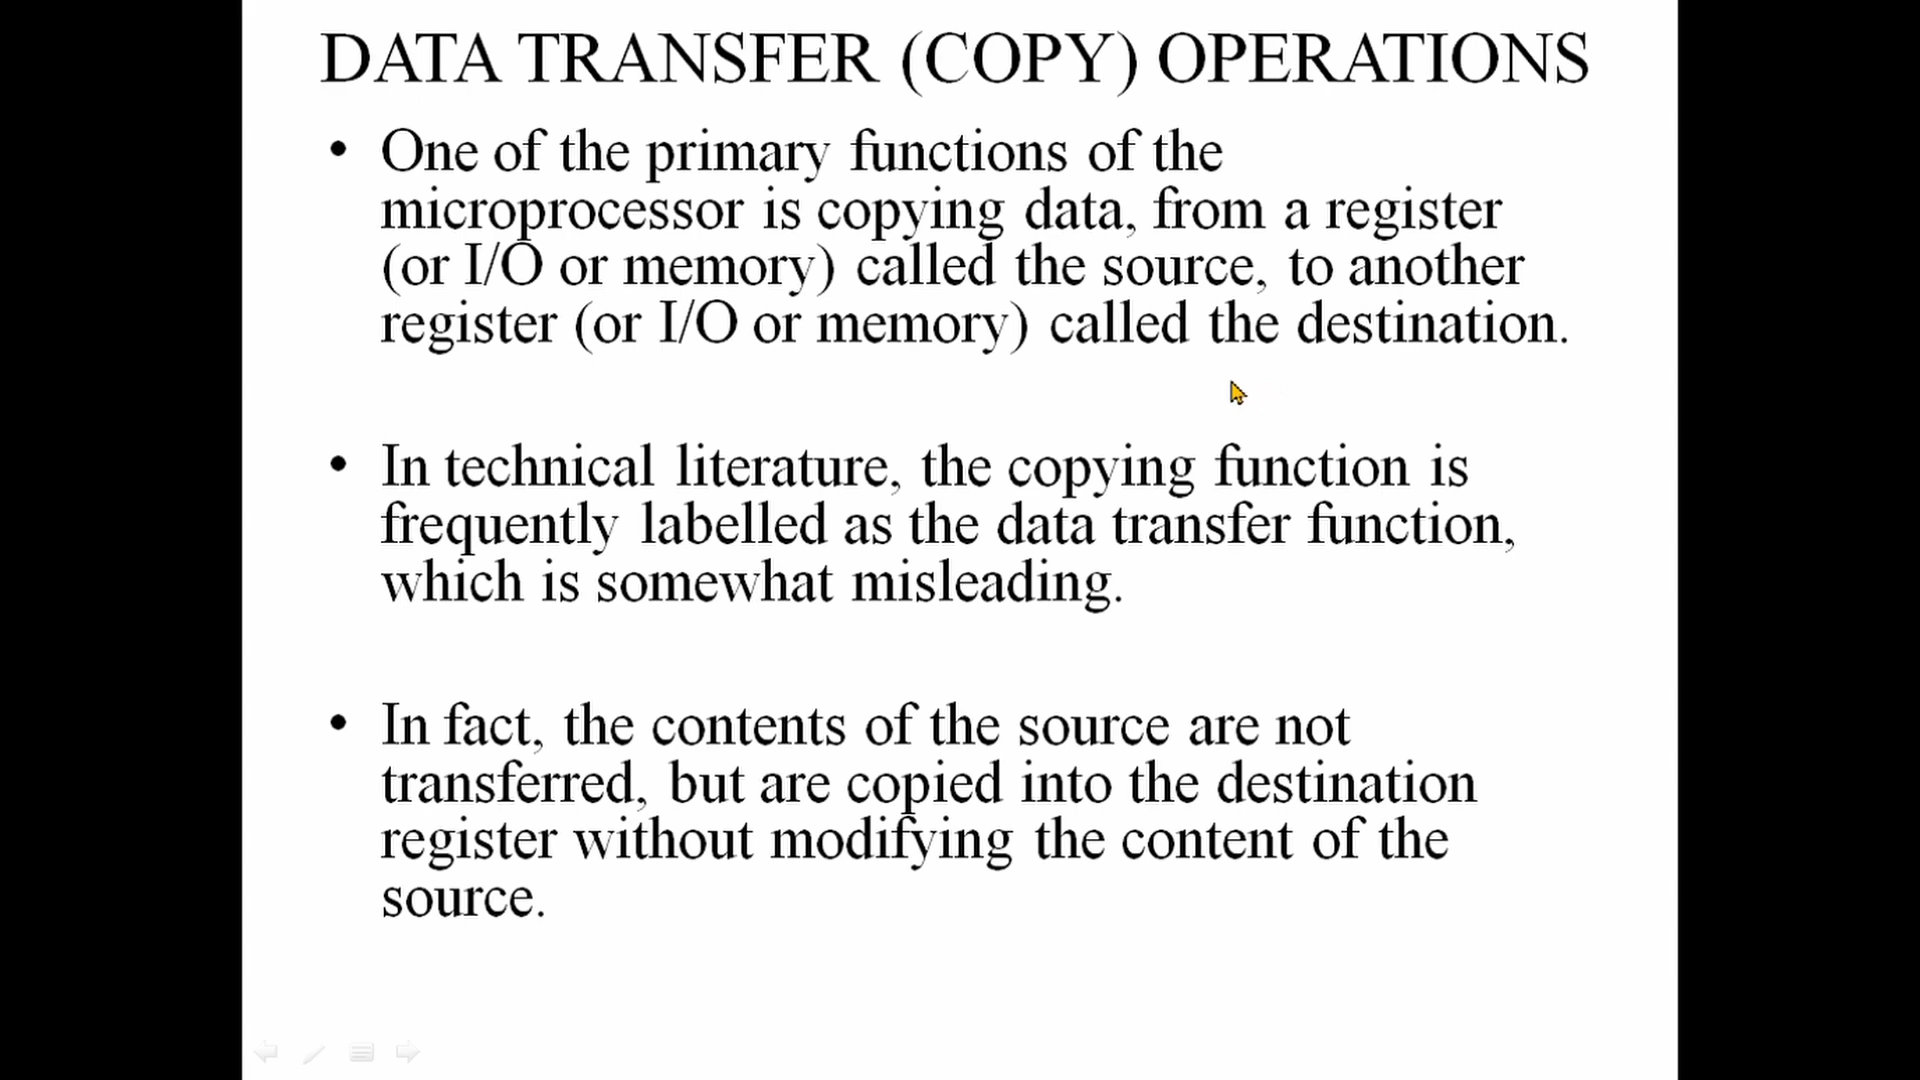 DATA TRANSFER (COPY) OPERATIONS
• One of the primary functions of the
microprocessor is copying data, from a register
(or I/O or memory) called the source, to another
register (or I/O or memory) called the destination.
• In technical literature, the copying function is
frequently labelled as the data transfer function,
which is somewhat misleading.
• In fact, the contents of the source are not
transferred, but are copied into the destination
register without modifying the content of the
source.